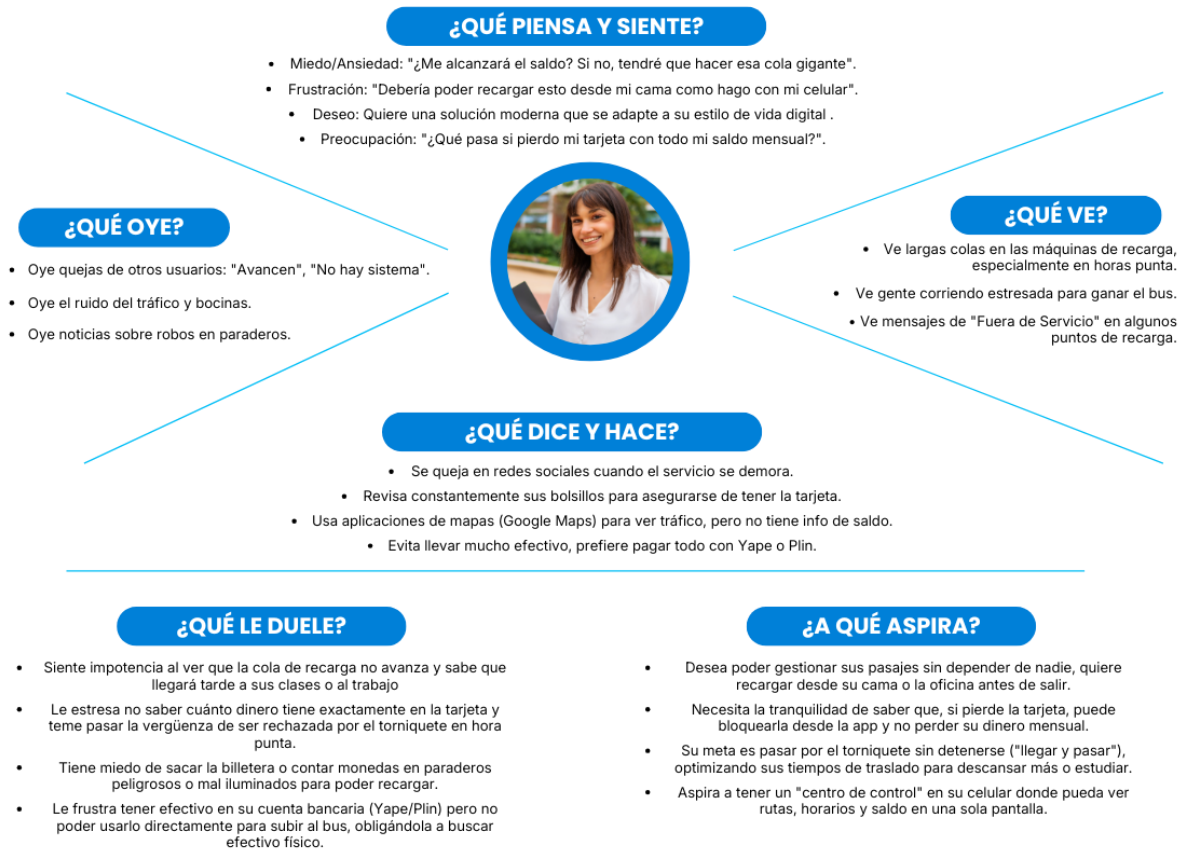 ¿QUÉ PIENSA Y SIENTE?
• Miedo/Ansiedad: "¿Me alcanzará el saldo? Si no, tendré que hacer esa cola gigante".
• Frustración: "Debería poder recargar esto desde mi cama como hago con mi celular".
• Deseo: Quiere una solución moderna que se adapte a su estilo de vida digital .
• Preocupación: "¿Qué pasa si pierdo mi tarjeta con todo mi saldo mensual?".
¿QUÉ OYE?
• Oye quejas de otros usuarios: "Avancen", "No hay sistema".
• Oye el ruido del tráfico y bocinas.
• Oye noticias sobre robos en paraderos.
¿QUÉ VE?
• Ve largas colas en las máquinas de recarga,
especialmente en horas punta.
• Ve gente corriendo estresada para ganar el bus.
• Ve mensajes de "Fuera de Servicio" en algunos
puntos de recarga.
¿QUÉ DICE Y HACE?
• Se queja en redes sociales cuando el servicio se demora.
• Revisa constantemente sus bolsillos para asegurarse de tener la tarjeta.
• Usa aplicaciones de mapas (Google Maps) para ver tráfico, pero no tiene info de saldo.
• Evita llevar mucho efectivo, prefiere pagar todo con Yape o Plin.
¿QUÉ LE DUELE?
• Siente impotencia al ver que la cola de recarga no avanza y sabe que
llegará tarde a sus clases o al trabajo
• Le estresa no saber cuánto dinero tiene exactamente en la tarjeta y
teme pasar la vergüenza de ser rechazada por el torniquete en hora
punta.
• Tiene miedo de sacar la billetera o contar monedas en paraderos
peligrosos o mal iluminados para poder recargar.
• Le frustra tener efectivo en su cuenta bancaria (Yape/Plin) pero no
poder usarlo directamente para subir al bus, obligándola a buscar
efectivo físico.
¿A QUÉ ASPIRA?
• Desea poder gestionar sus pasajes sin depender de nadie, quiere
recargar desde su cama o la oficina antes de salir.
• Necesita la tranquilidad de saber que, si pierde la tarjeta, puede
bloquearla desde la app y no perder su dinero mensual.
• Su meta es pasar por el torniquete sin detenerse ("llegar y pasar"),
optimizando sus tiempos de traslado para descansar más o estudiar.
• Aspira a tener un "centro de control" en su celular donde pueda ver
rutas, horarios y saldo en una sola pantalla.